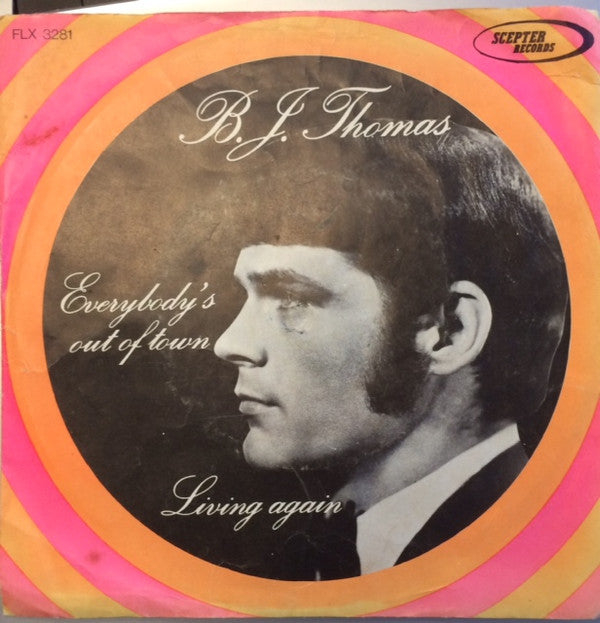 FLX 3281
SCEPTER
RECORDS
B. J. Thomas
Everybody's
out of town
Living again